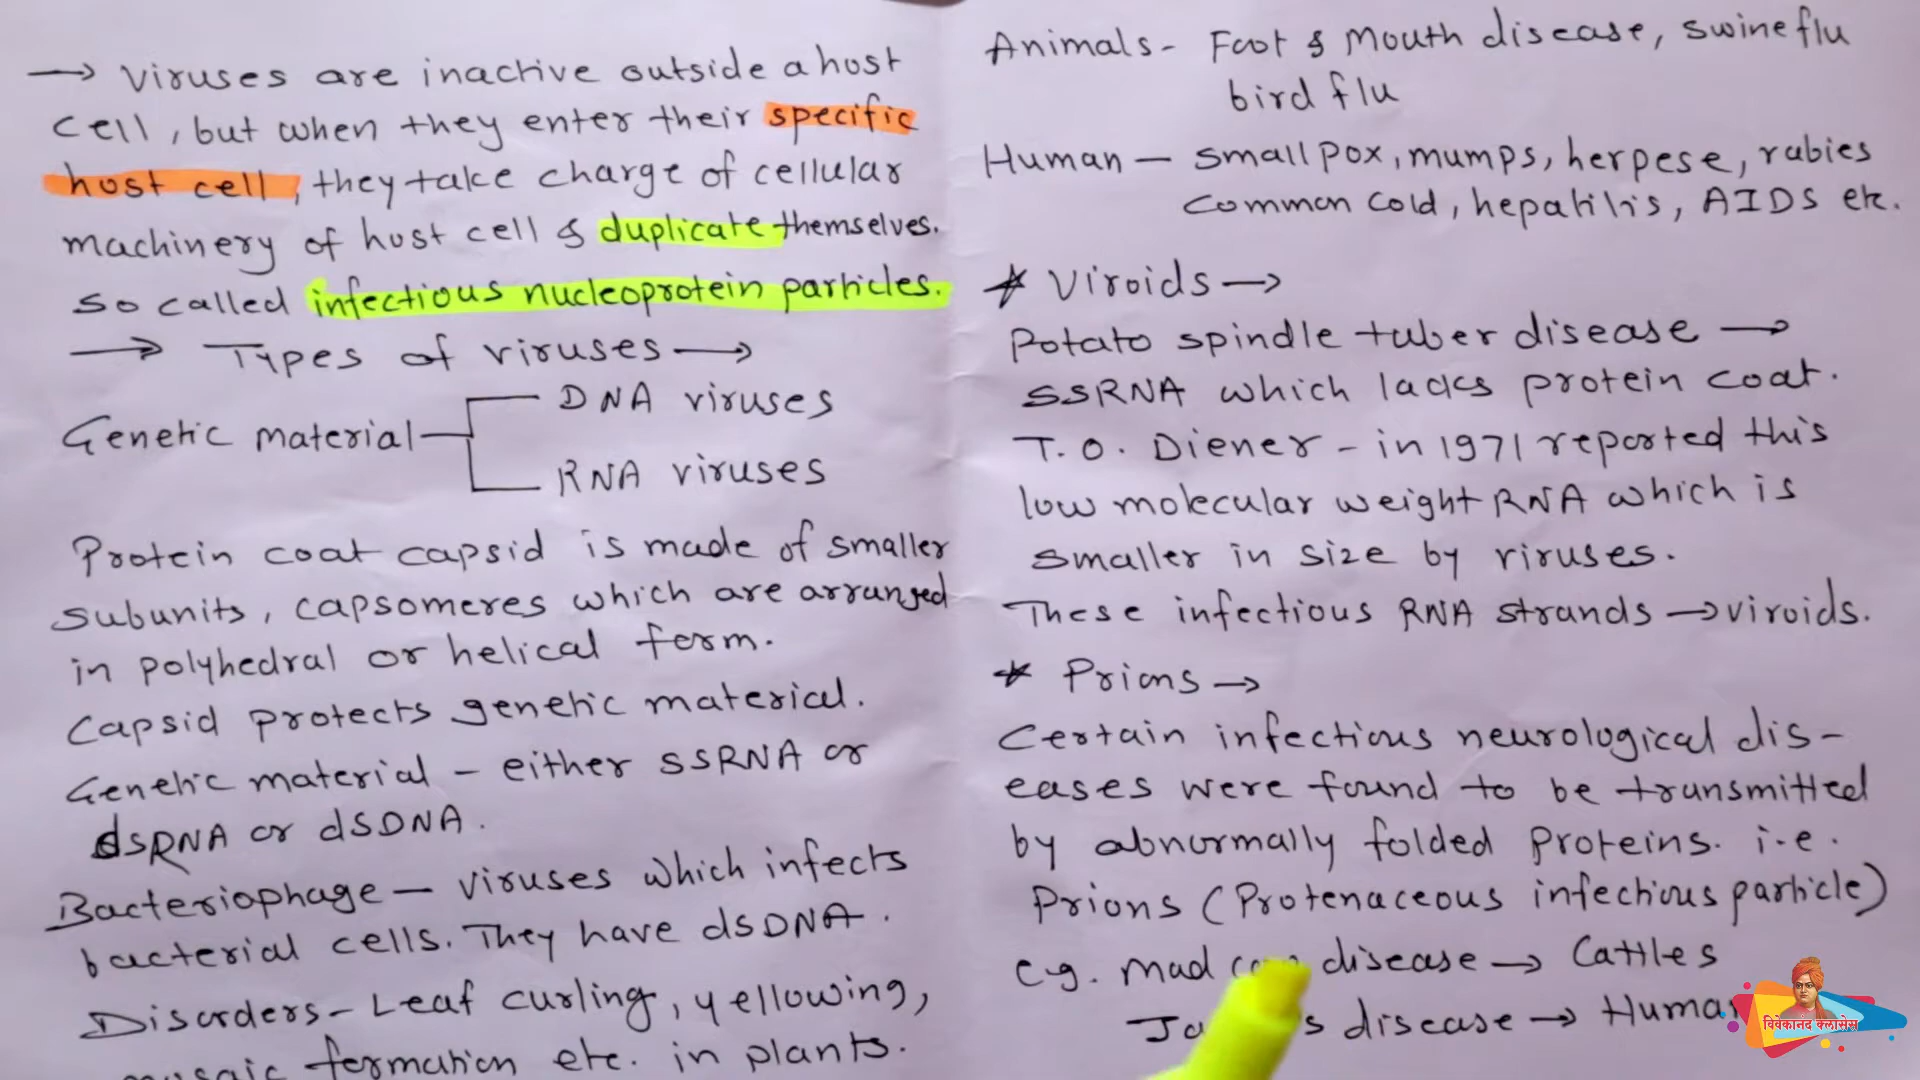 → Viruses are inactive outside a host
cell, but when they enter their specific
host cell, they take charge of cellular
machinery of host cell & duplicate themselves.
So called infectious nucleoprotein particles.
→ Types of viruses →
Genetic material
DNA viruses
RNA viruses
Protein coat capsid is made of smaller
subunits, capsomeres which are arranged
in polyhedral or helical form.
Capsid protects genetic material.
Genetic material - either SSRNA or
dSRNA or dSDNA.
Bacteriophage - viruses which infects
bacterial cells. They have dSDNA.
Disorders - Leaf curling, yellowing,
mosaic formation etc. in plants.
Animals - Foot & Mouth disease, swine flu
bird flu
Human - Small pox, mumps, herpese, rabies
Common cold, hepatitis, AIDS etc.
* Viroids →
Potato spindle tuber disease →
SSRNA which lacks protein coat.
T. O. Diener - in 1971 reported this
low molecular weight RNA which is
smaller in size by viruses.
These infectious RNA strands → viroids.
* Prions →
Certain infectious neurological dis-
eases were found to be transmitted
by abnormally folded proteins. i.e.
Prions (Protenaceous infectious particle)
e.g. Mad disease → Cattles
disease → Human
विवेकानंद क्लासेस